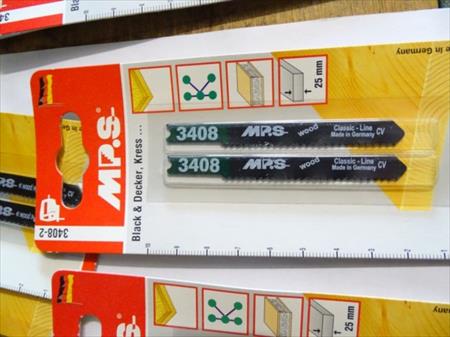 MPS
Black & Decker, Kress ...
3408-2
25 mm
in Germany
3408 MPS wood Classic - Line
Made in Germany CV
3408 MPS wood Classic - Line
Made in Germany CV
MPS
25 mm